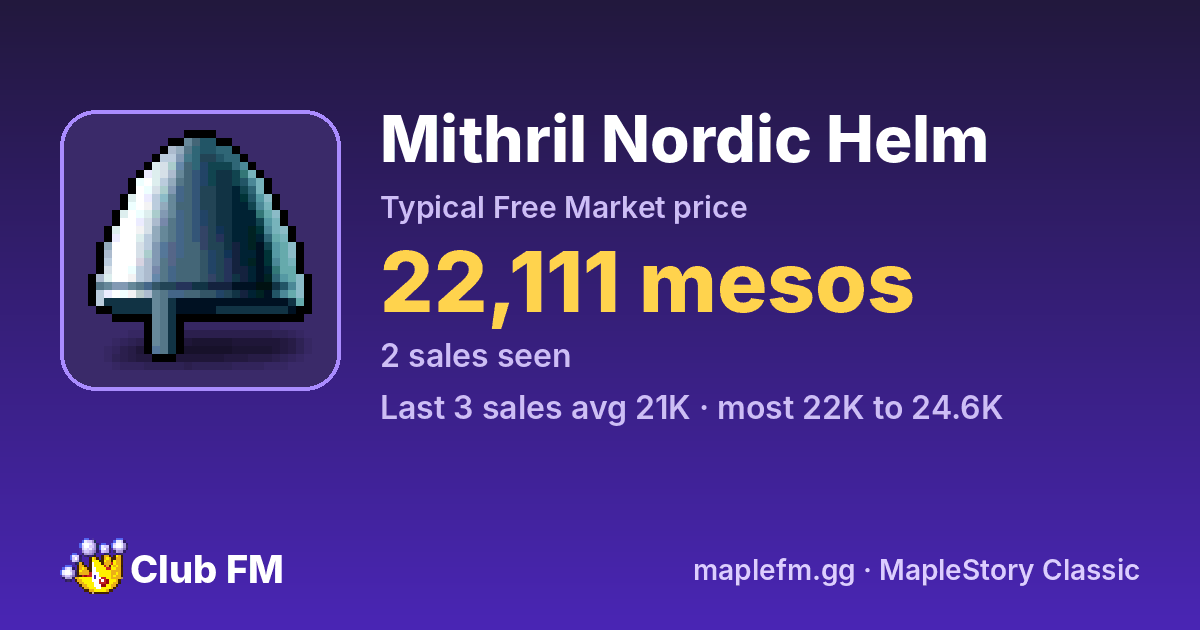 Mithril Nordic Helm
Typical Free Market price
22,111 mesos
2 sales seen
Last 3 sales avg 21K · most 22K to 24.6K
Club FM
maplefm.gg · MapleStory Classic